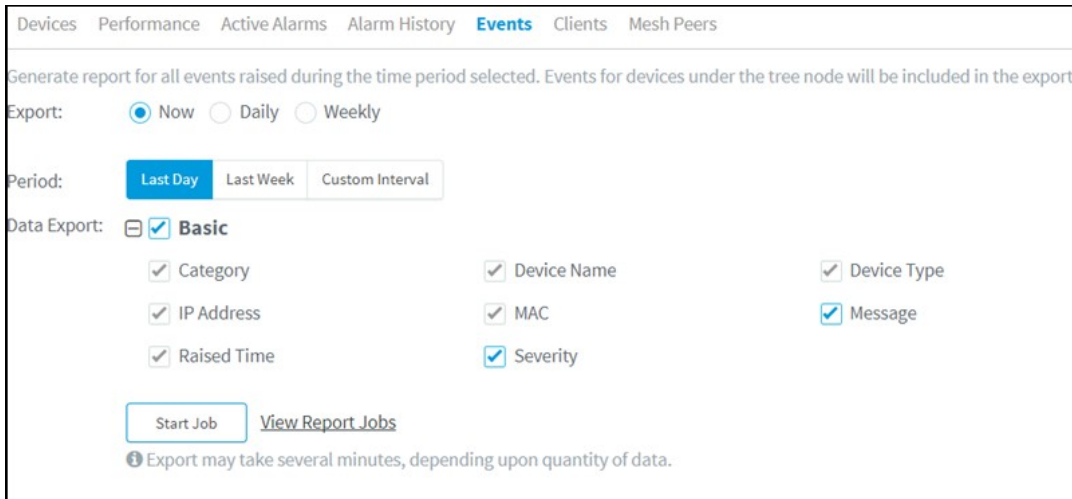 Devices Performance Active Alarms Alarm History Events Clients Mesh Peers
Generate report for all events raised during the time period selected. Events for devices under the tree node will be included in the export
Export: Now Daily Weekly
Period: Last Day Last Week Custom Interval
Data Export: Basic
Category Device Name Device Type
IP Address MAC Message
Raised Time Severity
Start Job View Report Jobs
Export may take several minutes, depending upon quantity of data.